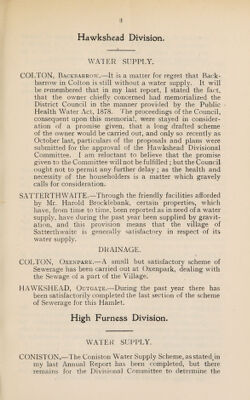 3
Hawkshead Division.
WATER SUPPLY.
COLTON, BACKBARROW.—It is a matter for regret that Back-
barrow in Colton is still without a water supply. It will
be remembered that in my last report, I stated the fact,
that the owner chiefly concerned had memorialized the
District Council in the manner provided by the Public
Health Water Act, 1878. The proceedings of the Council,
consequent upon this memorial, were stayed in consider-
ation of a promise given, that a long drafted scheme
of the owner would be carried out, and only so recently as
October last, particulars of the proposals and plans were
submitted for the approval of the Hawkshead Divisional
Committee. I am reluctant to believe that the promise
given to the Committee will not be fulfilled; but the Council
ought not to permit any further delay; as the health and
necessity of the householders is a matter which gravely
calls for consideration.
SATTERTHWAITE.—Through the friendly facilities afforded
by Mr. Harold Brocklebank, certain properties, which
have, from time to time, been reported as in need of a water
supply, have during the past year been supplied by gravit-
ation, and this provision means that the village of
Satterthwaite is generally satisfactory in respect of its
water supply.
DRAINAGE.
COLTON, OXENPARK.—A small but satisfactory scheme of
Sewerage has been carried out at Oxenpark, dealing with
the Sewage of a part of the Village.
HAWKSHEAD, OUTGATE.—During the past year there has
been satisfactorily completed the last section of the scheme
of Sewerage for this Hamlet.
High Furness Division.
WATER SUPPLY.
CONISTON.—The Coniston Water Supply Scheme, as stated in
my last Annual Report has been completed, but there
remains for the Divisional Committee to determine the